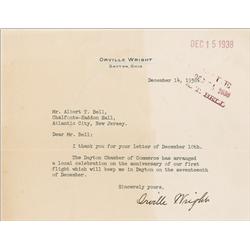 DEC 15 1938
ORVILLE WRIGHT
DAYTON, OHIO
December 14, 1938
Mr. Albert T. Bell,
Chalfonte-Haddon Hall,
Atlantic City, New Jersey.
Dear Mr. Bell:
I thank you for your letter of December 10th.
The Dayton Chamber of Commerce has arranged
a local celebration on the anniversary of our first
flight which will keep me in Dayton on the seventeenth
of December.
Sincerely yours,
Orville Wright